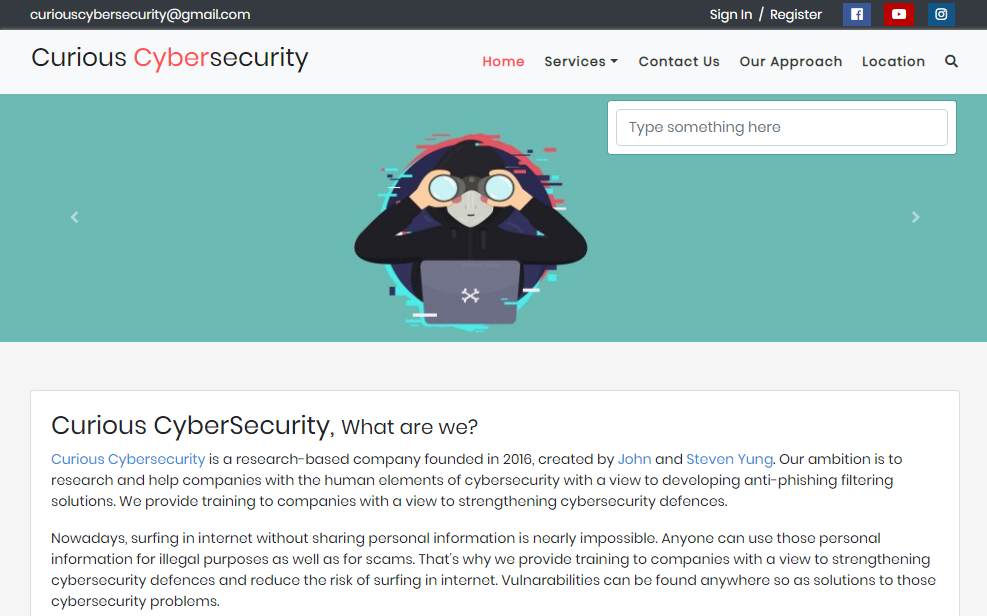 curiouscybersecurity@gmail.com
Sign In / Register
Curious Cybersecurity
Home Services Contact Us Our Approach Location
Type something here
Curious CyberSecurity, What are we?
Curious Cybersecurity is a research-based company founded in 2016, created by John and Steven Yung. Our ambition is to
research and help companies with the human elements of cybersecurity with a view to developing anti-phishing filtering
solutions. We provide training to companies with a view to strengthening cybersecurity defences.
Nowadays, surfing in internet without sharing personal information is nearly impossible. Anyone can use those personal
information for illegal purposes as well as for scams. That's why we provide training to companies with a view to strengthening
cybersecurity defences and reduce the risk of surfing in internet. Vulnarabilities can be found anywhere so as solutions to those
cybersecurity problems.